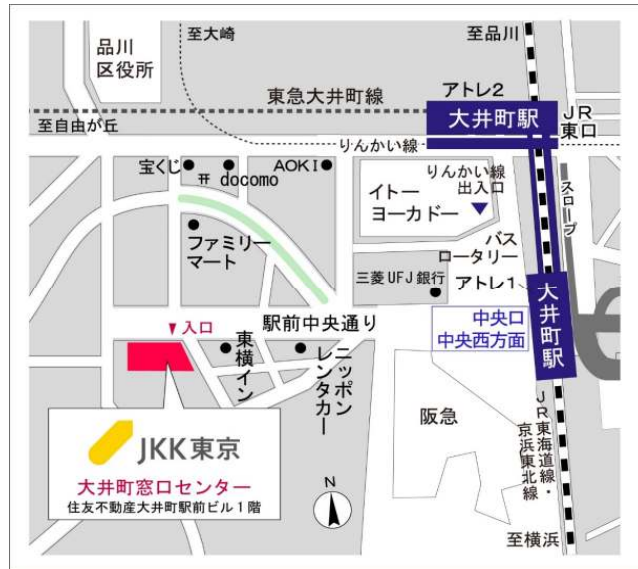 至大崎
至品川
品川
区役所
アトレ2
東急大井町線
大井町駅
JR
東口
至自由が丘
りんかい線
宝くじ
docomo
AOKI
りんかい線
出入口
イトー
ヨーカドー
スロープ
ファミリー
マート
バス
ロータリー
三菱UFJ銀行
アトレ1
大井町駅
駅前中央通り
中央口
中央西方面
入口
東横イン
ニッポン
レンタカー
阪急
JR東海道線・
京浜東北線
JKK東京
大井町窓口センター
住友不動産大井町駅前ビル1階
N
至横浜